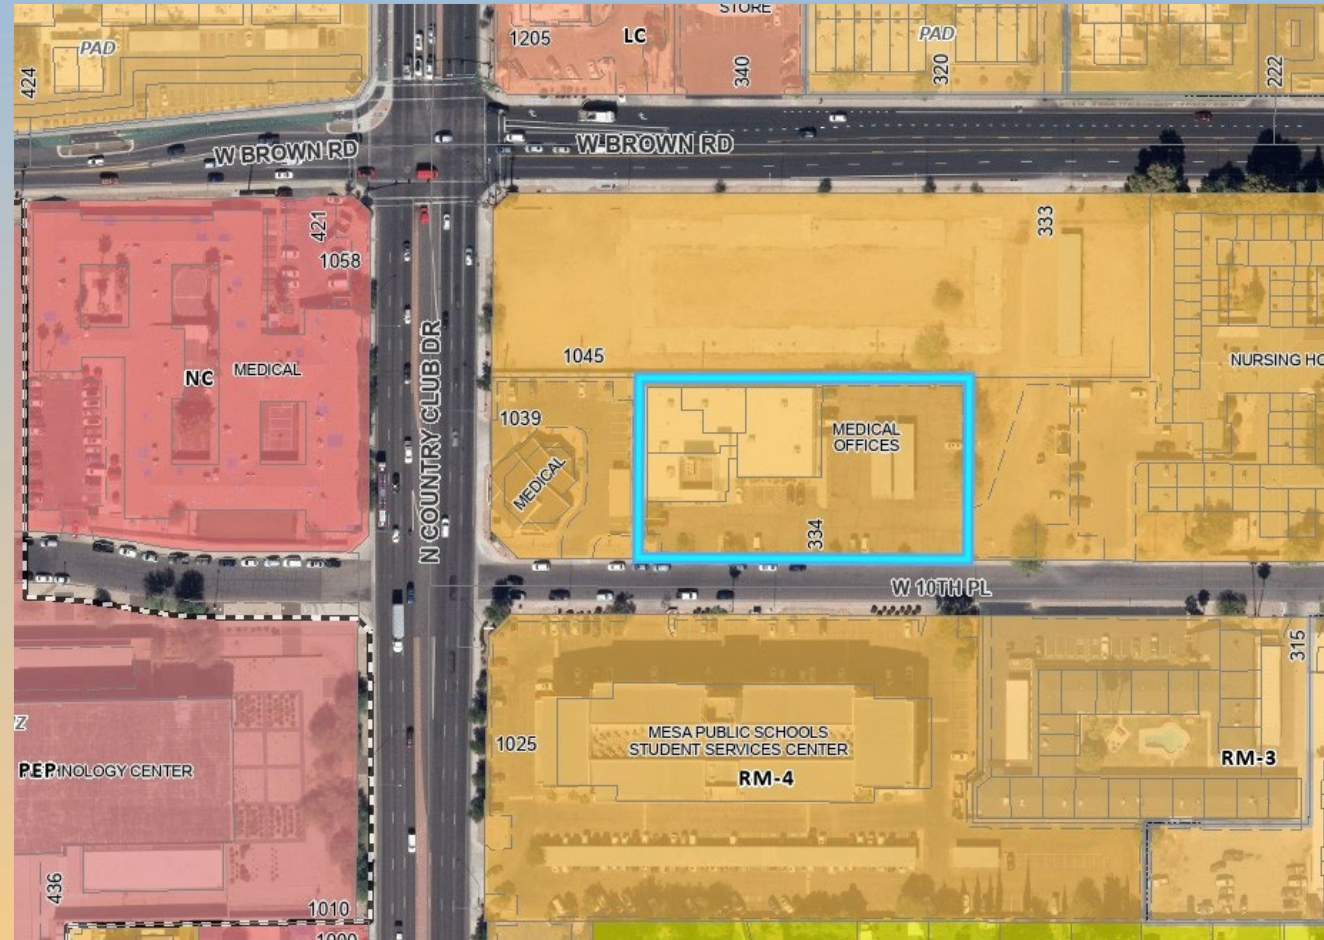 STORE
1205
LC
PAD
PAD
424
340
320
222
W BROWN RD
W BROWN RD
421
1058
333
NC
MEDICAL
N COUNTRY CLUB DR
1045
1039
MEDICAL
MEDICAL
OFFICES
334
NURSING HO
W 10TH PL
315
1025
MESA PUBLIC SCHOOLS
STUDENT SERVICES CENTER
RM-4
RM-3
Z
PEP
HNOLOGY CENTER
436
1010
1000